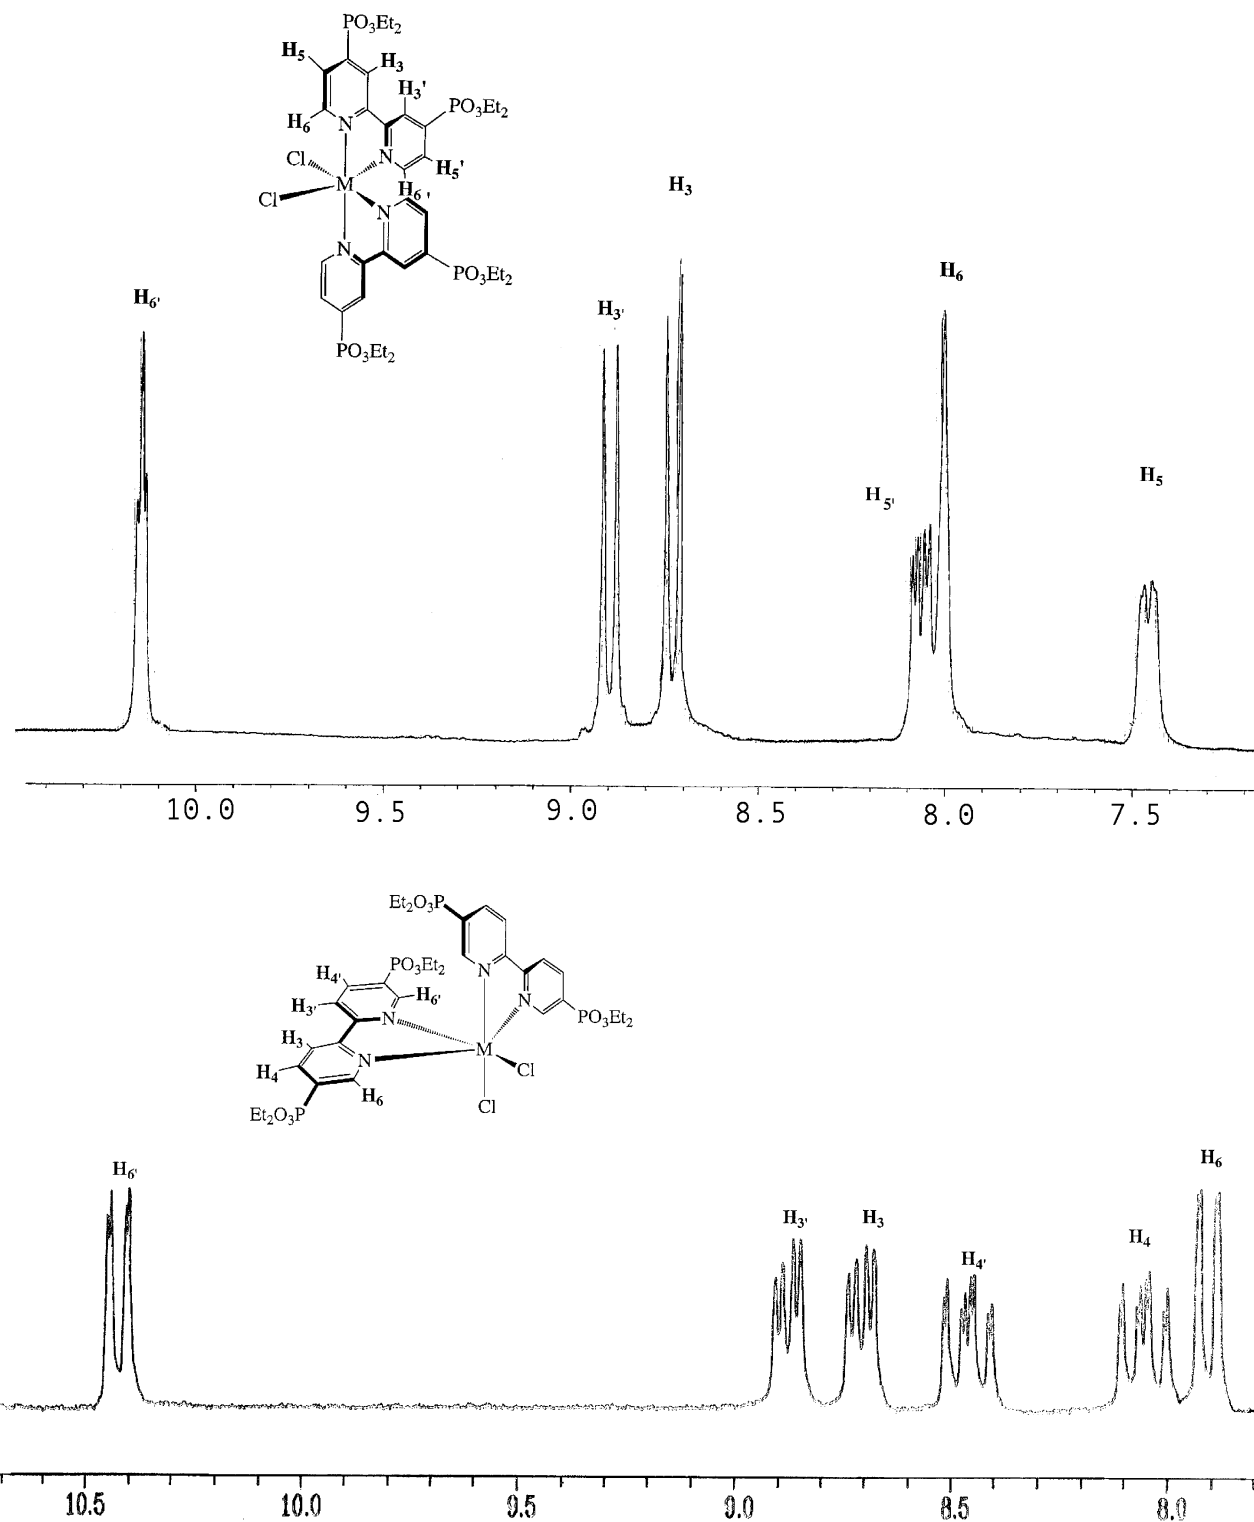 PO₃Et₂
H₅
H₃
H₃'
PO₃Et₂
H₆
N
Cl
N
H₅'
M
H₆'
Cl
N
N
PO₃Et₂
PO₃Et₂
H₆'
H₃'
H₃
H₅'
H₆
H₅
10.0 9.5 9.0 8.5 8.0 7.5
Et₂O₃P
PO₃Et₂
H₄'
H₃'
H₆'
N
N
N
PO₃Et₂
H₃
N
M
H₄
Cl
H₆
Et₂O₃P
Cl
H₆'
H₃'
H₃
H₄'
H₄
H₆
10.5 10.0 9.5 9.0 8.5 8.0